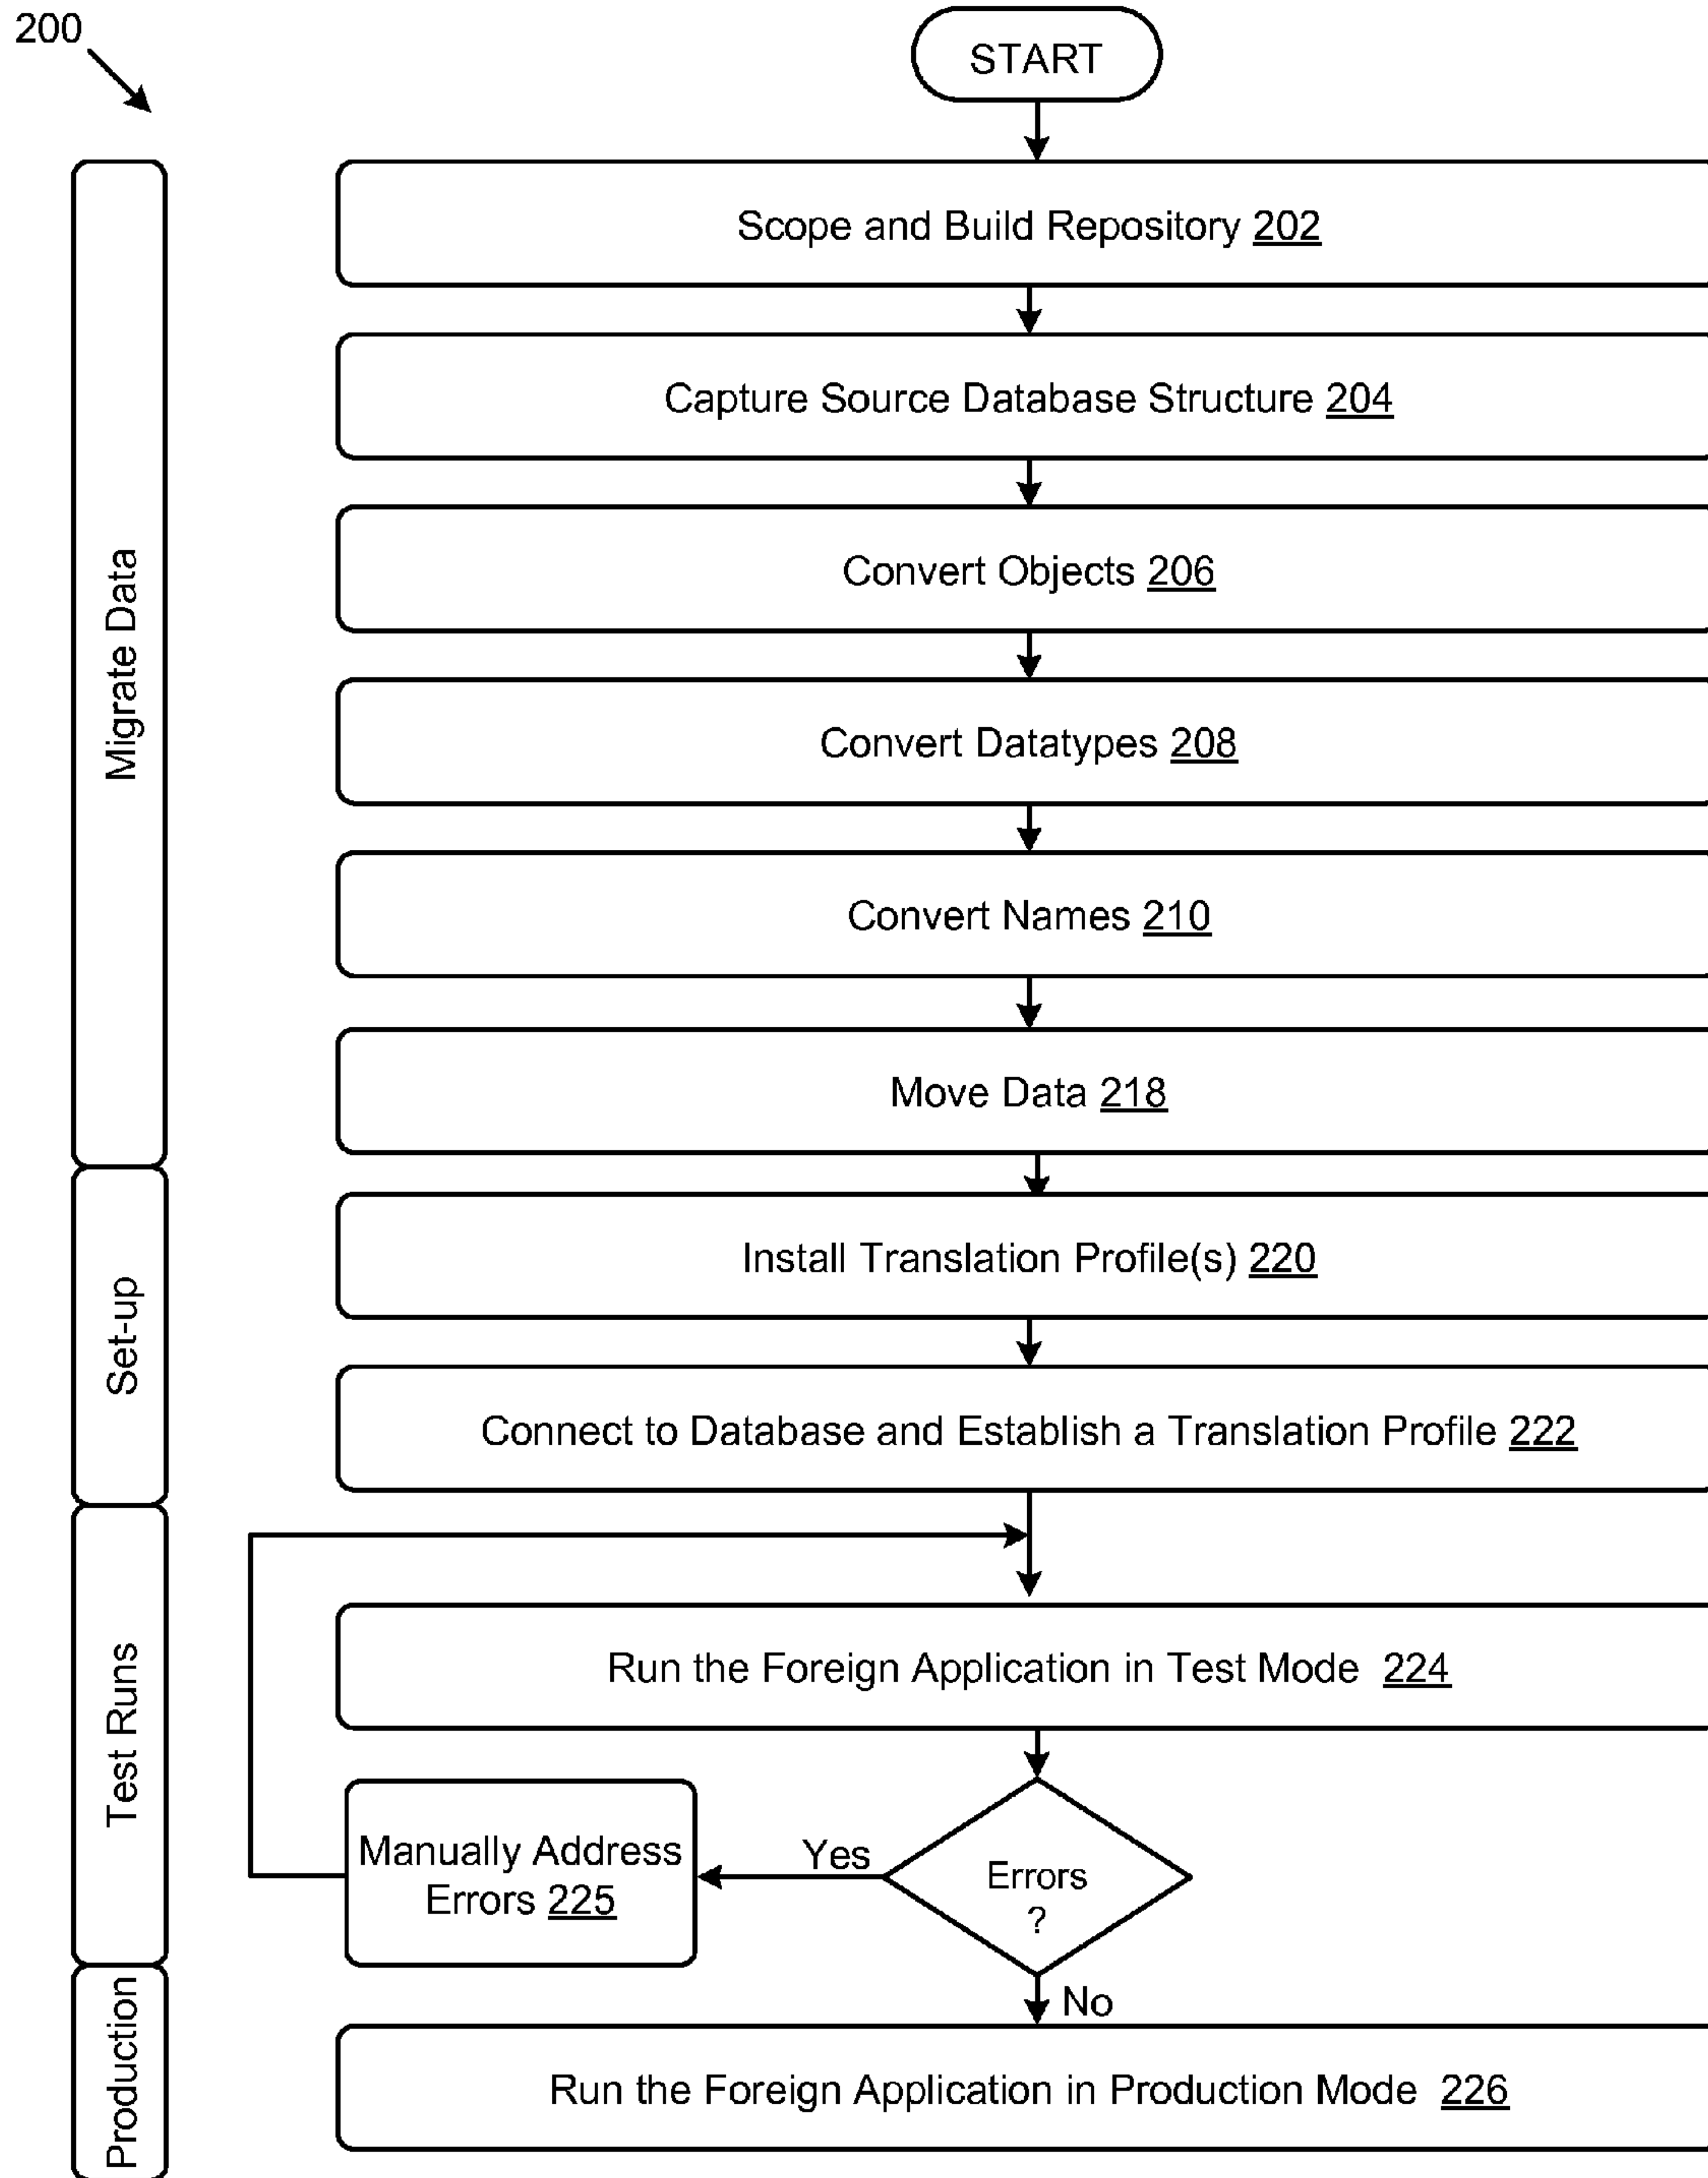 200
START
Migrate Data
Scope and Build Repository 202
Capture Source Database Structure 204
Convert Objects 206
Convert Datatypes 208
Convert Names 210
Move Data 218
Set-up
Install Translation Profile(s) 220
Connect to Database and Establish a Translation Profile 222
Test Runs
Run the Foreign Application in Test Mode 224
Manually Address
Errors 225
Yes
Errors
?
No
Production
Run the Foreign Application in Production Mode 226